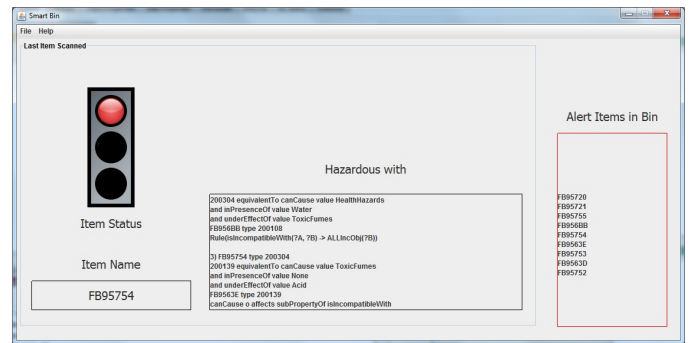 Smart Bin
File Help
Last Item Scanned
Alert Items in Bin
Hazardous with
200304 equivalentTo canCause value HealthHazards
and inPresenceOf value Water
and underEffectOf value ToxicFumes
FB956BB type 200108
Rule(isIncompatibleWith(?A, ?B) -> ALLIncObj(?B))
3) FB95754 type 200304
200139 equivalentTo canCause value ToxicFumes
and inPresenceOf value None
and underEffectOf value Acid
FB9563E type 200139
canCause o affects subPropertyOf isIncompatibleWith
Item Status
Item Name
FB95754
FB95720
FB95721
FB95755
FB956BB
FB95754
FB9563E
FB95753
FB9563D
FB95752